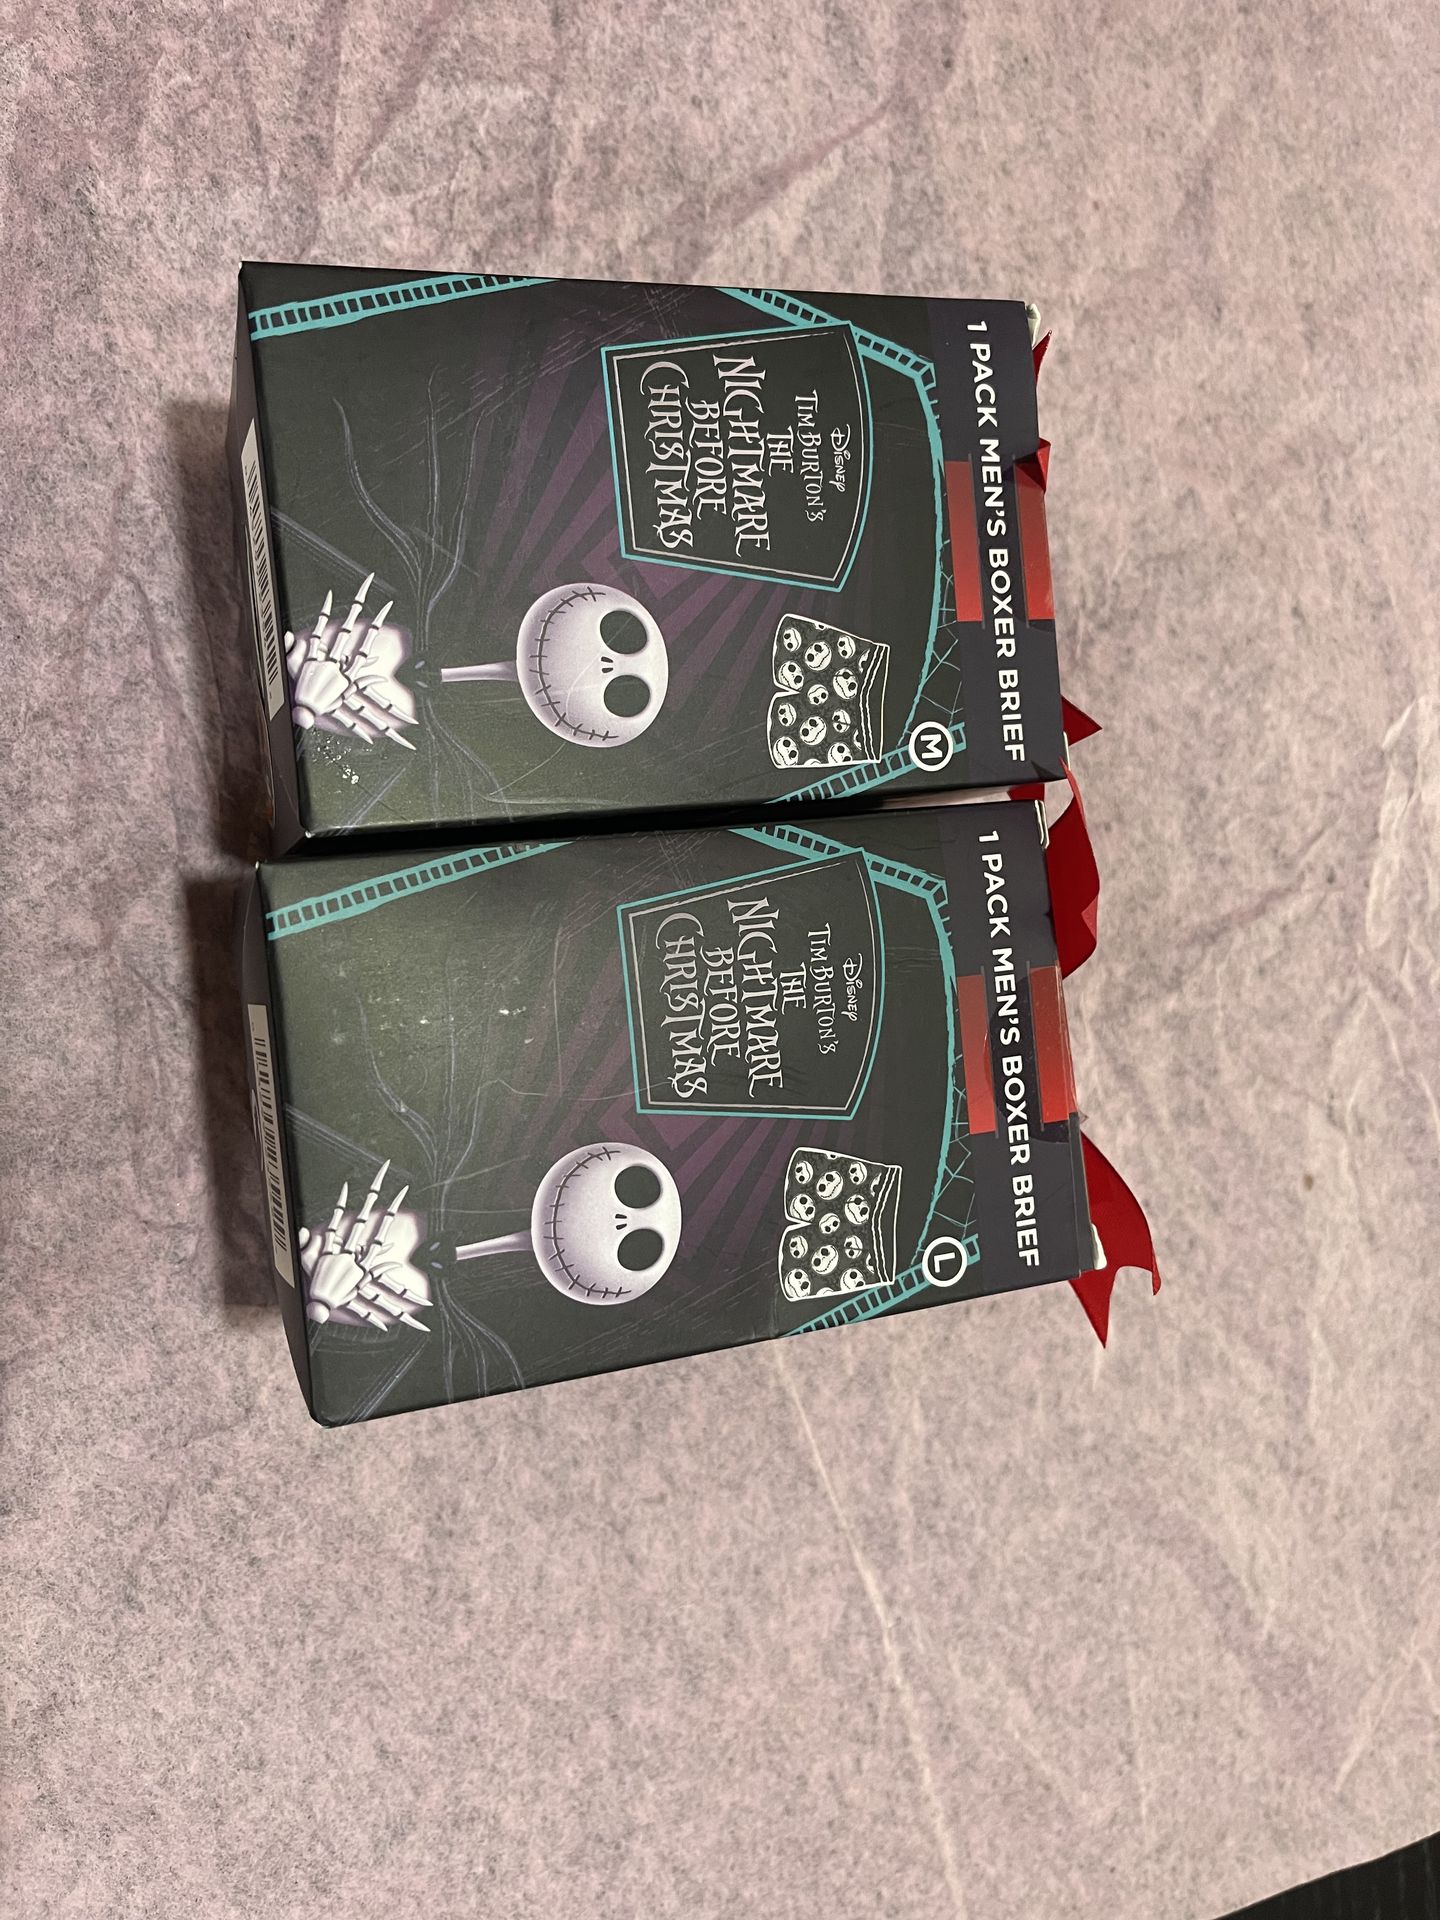 1 PACK MEN'S BOXER BRIEF
Disney
TIM BURTON'S
THE
NIGHTMARE
BEFORE
CHRISTMAS
M
1 PACK MEN'S BOXER BRIEF
Disney
TIM BURTON'S
THE
NIGHTMARE
BEFORE
CHRISTMAS
L